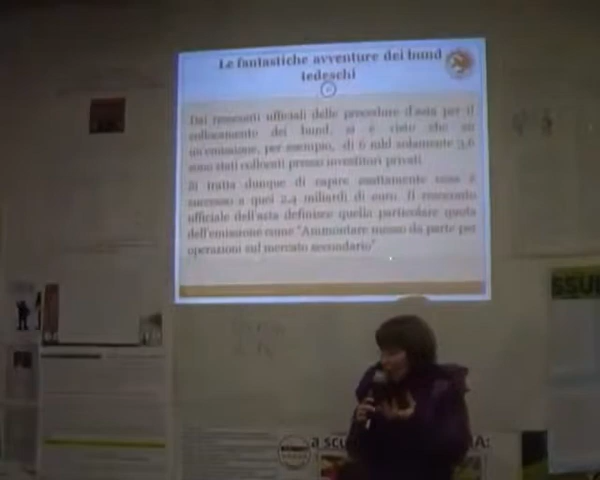 Le fantastiche avventure dei bund
tedeschi
Dai resoconti ufficiali delle procedure d'asta per il
collocamento dei bund, si è visto che su
un'emissione, per esempio, di 6 mld solamente 3,6
sono stati collocati presso investitori privati
Si tratta dunque di capire esattamente cosa è
successo a quei 2,4 miliardi di euro. Il resoconto
ufficiale dell'asta definisce quella particolare quota
dell'emissione come "Ammontare messo da parte per
operazioni sul mercato secondario"
SSUE
a scu
A: